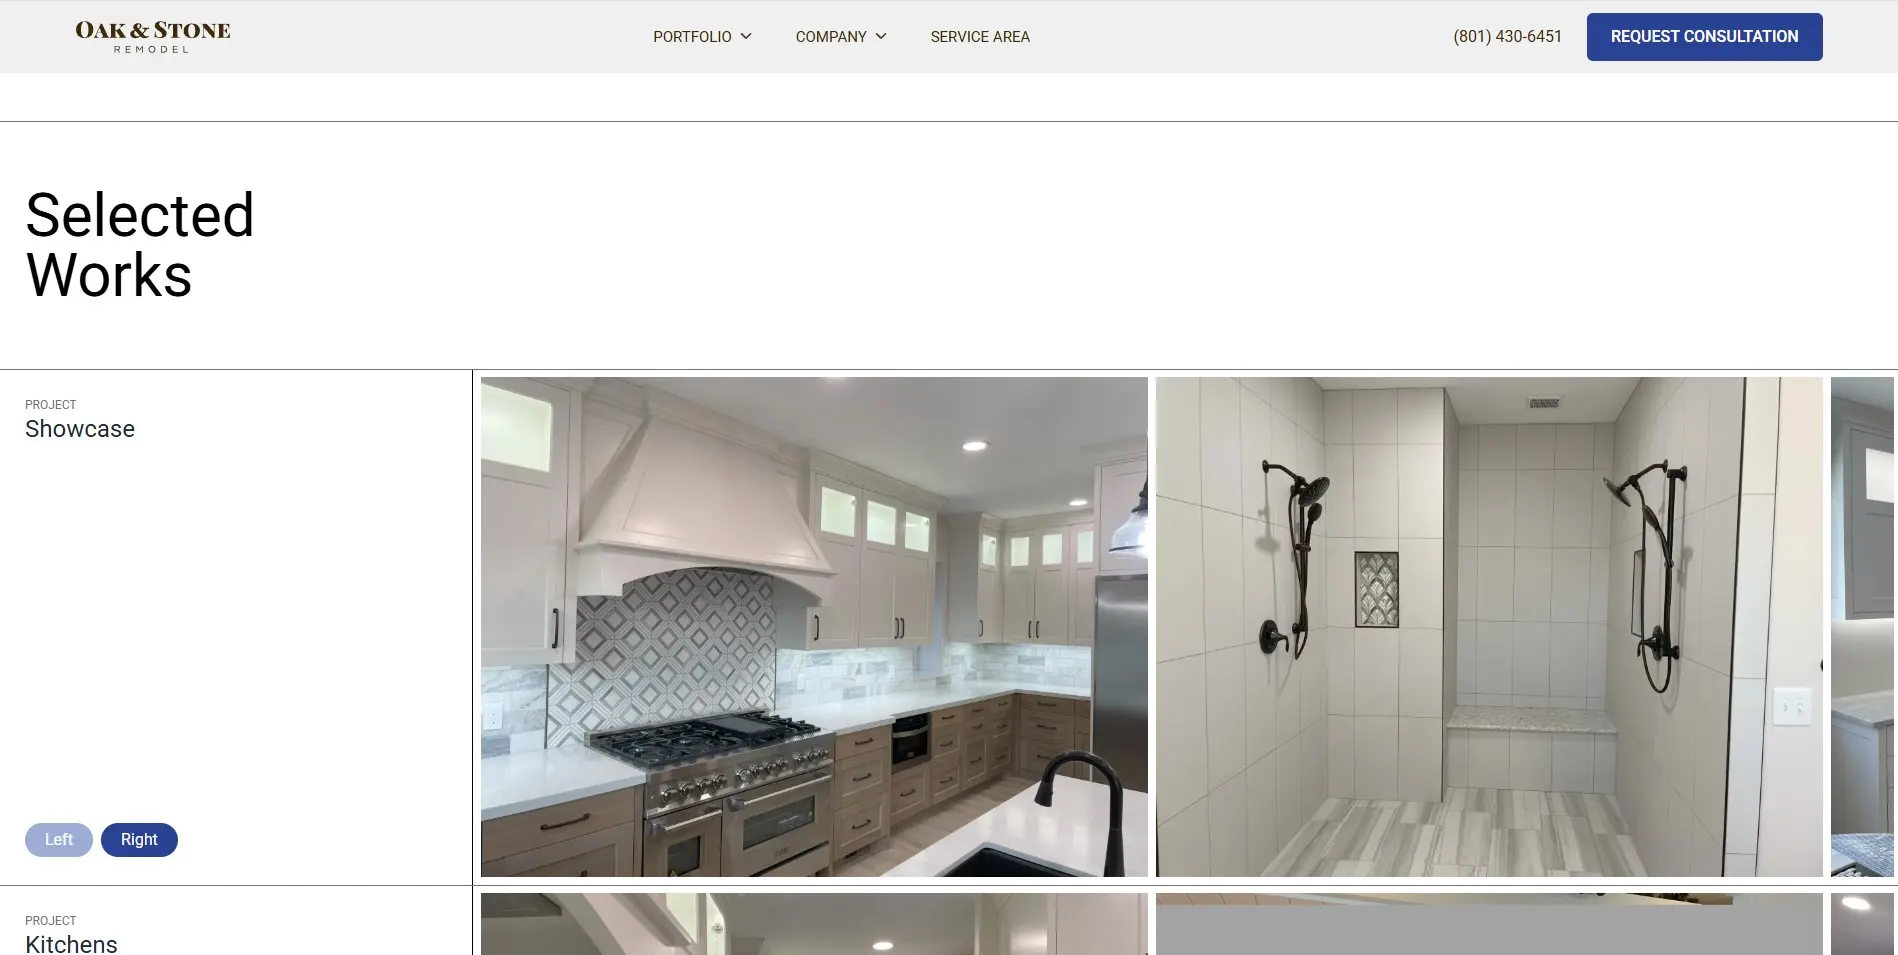 OAK & STONE
REMODEL
PORTFOLIO
COMPANY
SERVICE AREA
(801) 430-6451
REQUEST CONSULTATION
Selected
Works
PROJECT
Showcase
Left
Right
PROJECT
Kitchens